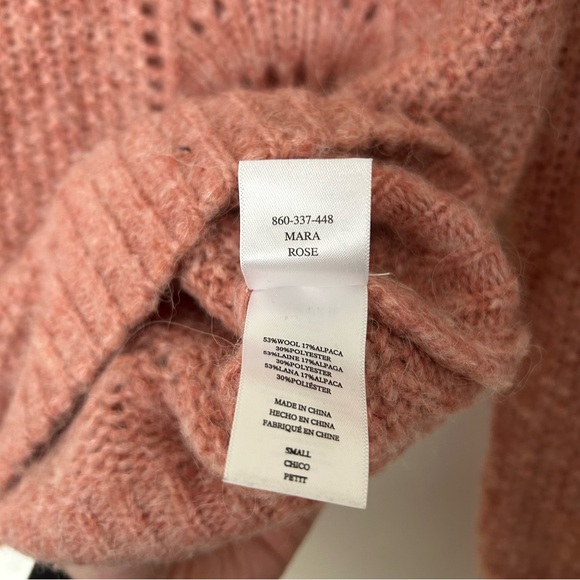 860-337-448
MARA
ROSE
53%WOOL 17%ALPACA
30%POLYESTER
53%LAINE 17%ALPAGA
30%POLYESTER
53%LANA 17%ALPACA
30%POLIÉSTER
MADE IN CHINA
HECHO EN CHINA
FABRIQUÉ EN CHINE
SMALL
CHICO
PETIT